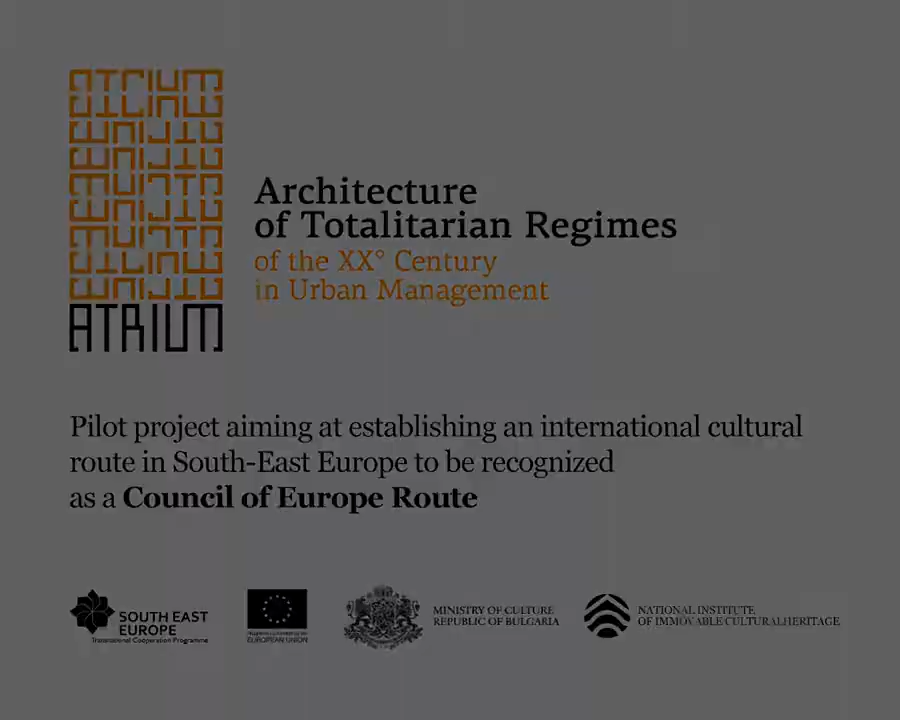 ATRIUM
Architecture
of Totalitarian Regimes
of the XX° Century
in Urban Management
Pilot project aiming at establishing an international cultural
route in South-East Europe to be recognized
as a Council of Europe Route
SOUTH EAST
EUROPE
Transnational Cooperation Programme
EUROPEAN UNION
MINISTRY OF CULTURE
REPUBLIC OF BULGARIA
NATIONAL INSTITUTE
OF IMMOVABLE CULTURALHERITAGE